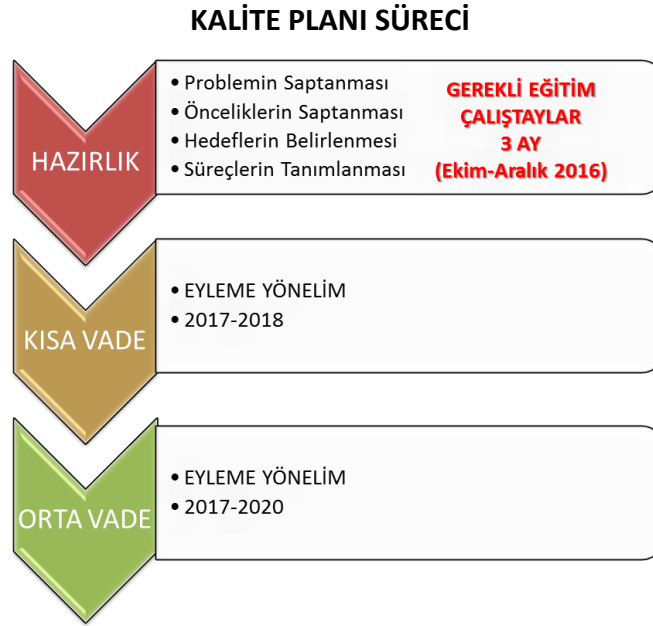 KALİTE PLANI SÜRECİ
HAZIRLIK
• Problemin Saptanması
• Önceliklerin Saptanması
• Hedeflerin Belirlenmesi
• Süreçlerin Tanımlanması
GEREKLİ EĞİTİM
ÇALIŞTAYLAR
3 AY
(Ekim-Aralık 2016)
KISA VADE
• EYLEME YÖNELİM
• 2017-2018
ORTA VADE
• EYLEME YÖNELİM
• 2017-2020